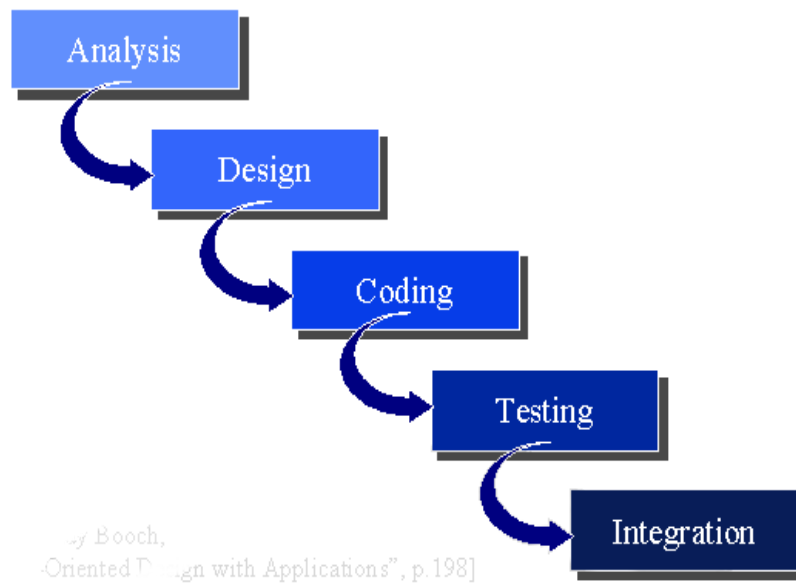 Analysis
Design
Coding
Testing
Integration
Booch,
-Oriented with Applications”, p.198]